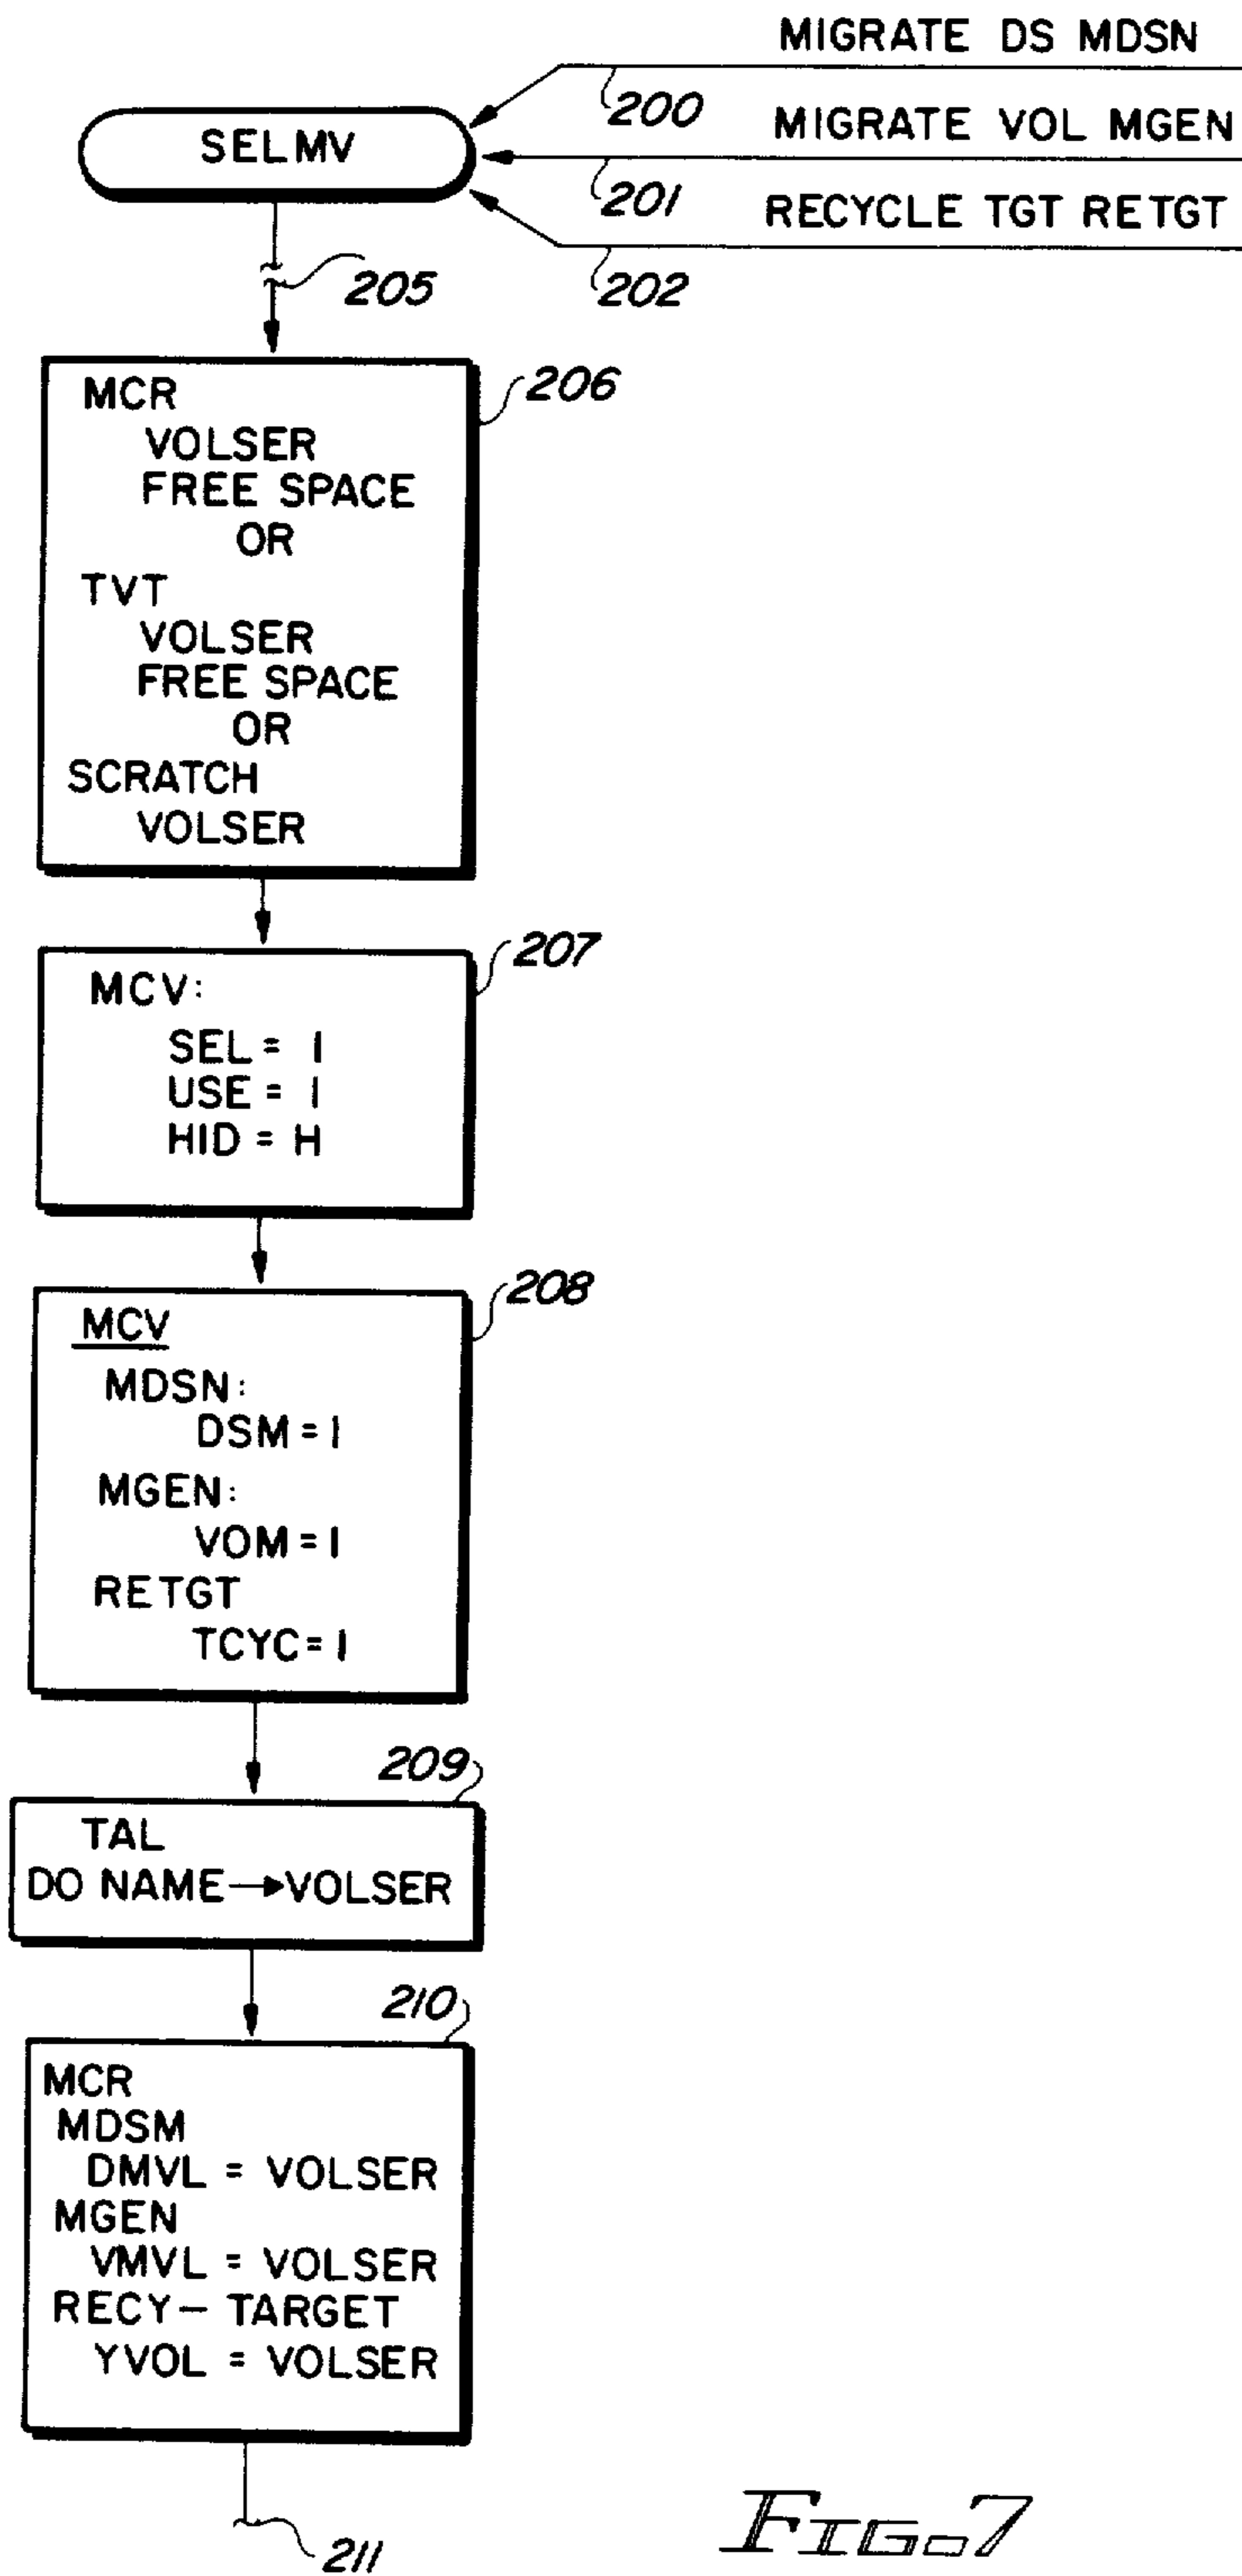 MIGRATE DS MDSN
200
MIGRATE VOL MGEN
SELMV
201
RECYCLE TGT RETGT
202
205
206
MCR
VOLSER
FREE SPACE
OR
TVT
VOLSER
FREE SPACE
OR
SCRATCH
VOLSER
207
MCV:
SEL = 1
USE = 1
HID = H
208
MCV
MDSN:
DSM = 1
MGEN:
VOM = 1
RETGT
TCYC = 1
209
TAL
DO NAME → VOLSER
210
MCR
MDSM
DMVL = VOLSER
MGEN
VMVL = VOLSER
RECY- TARGET
YVOL = VOLSER
211
FIG. 7